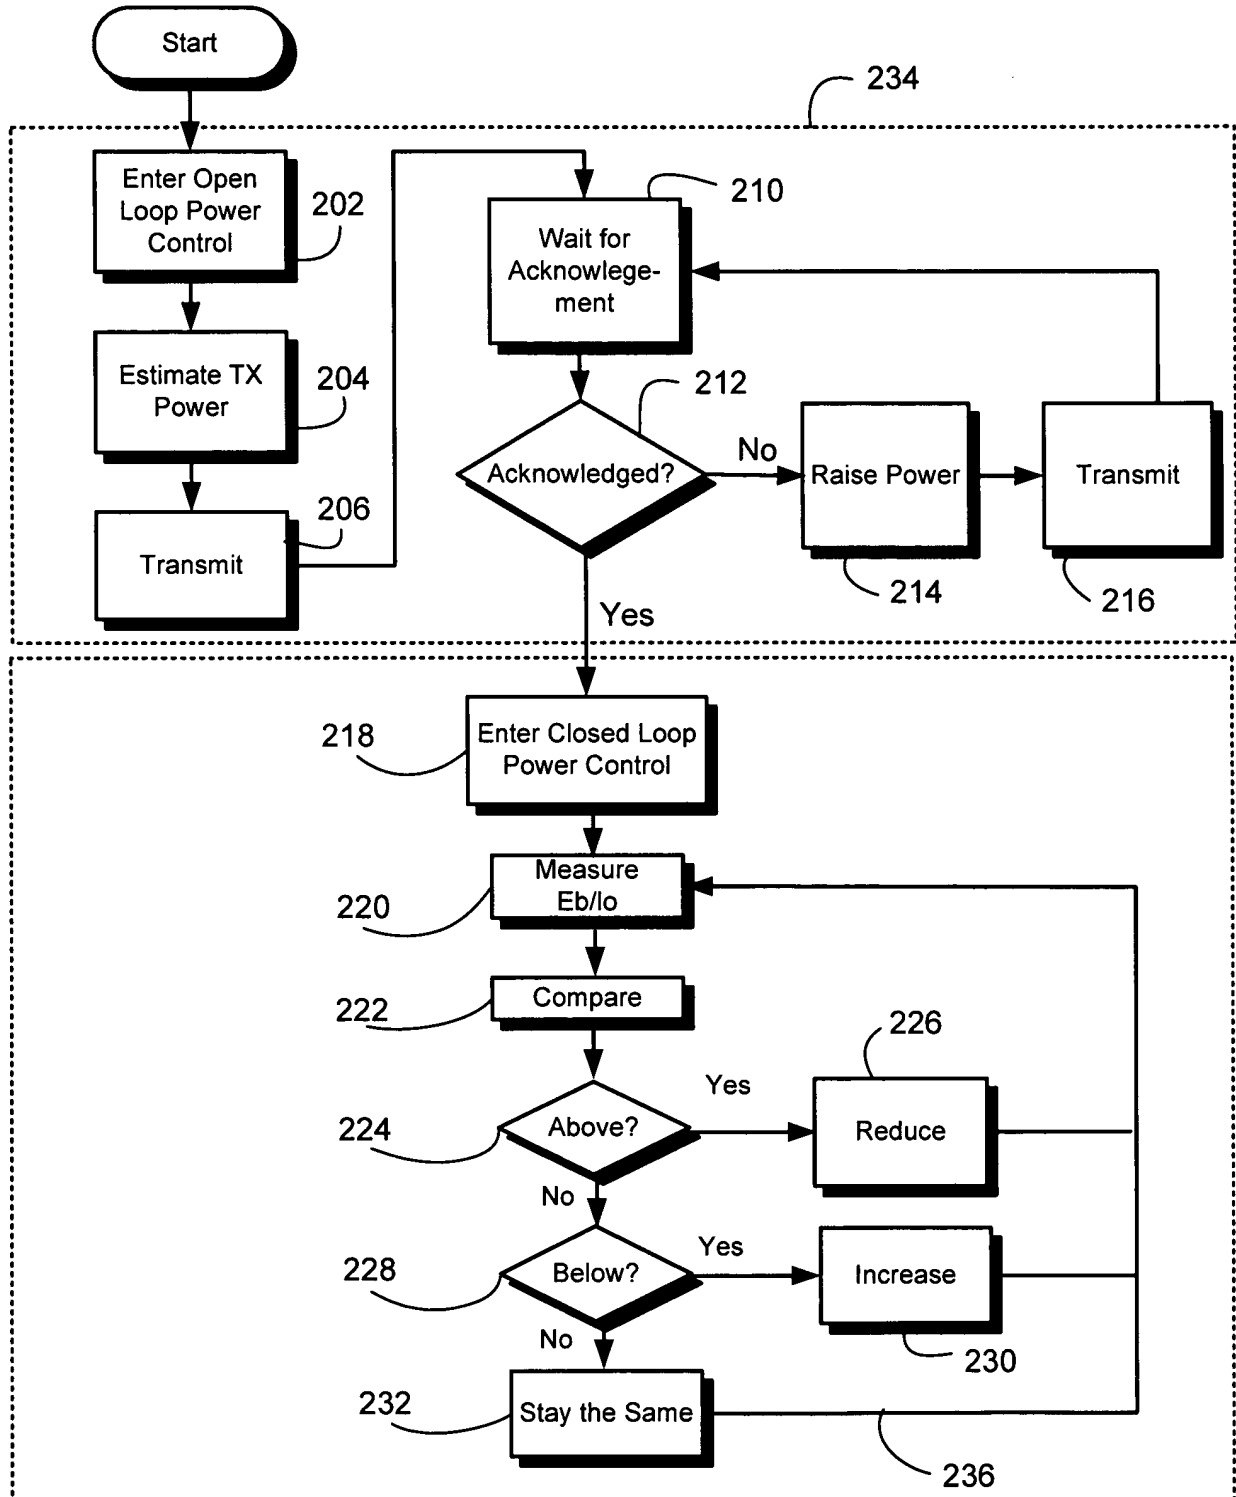 Start
234
Enter Open
Loop Power
Control
202
210
Wait for
Acknowlege-
ment
Estimate TX
Power
204
212
Acknowledged?
No
Raise Power
Transmit
206
Transmit
214
216
Yes
218
Enter Closed Loop
Power Control
Measure
Eb/Io
220
Compare
222
226
Yes
Above?
Reduce
224
No
Yes
Below?
Increase
228
No
230
232
Stay the Same
236